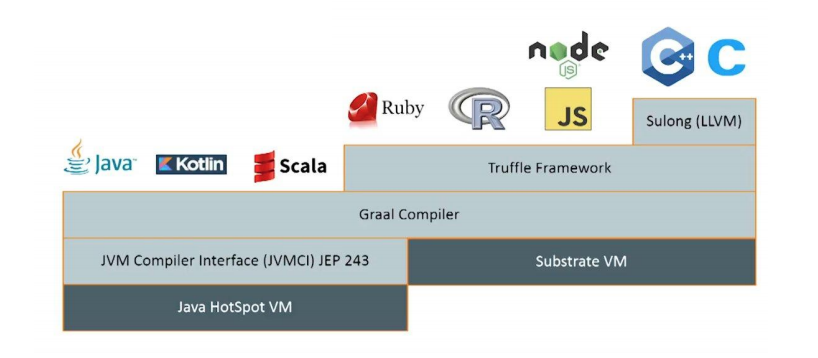 node
JS
C++
C
Ruby
R
JS
Sulong (LLVM)
Java
Kotlin
Scala
Truffle Framework
Graal Compiler
JVM Compiler Interface (JVMCI) JEP 243
Substrate VM
Java HotSpot VM